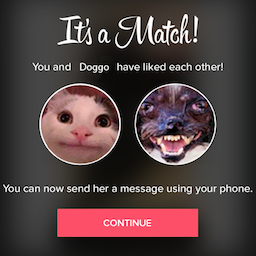 It's a Match!
You and Doggo have liked each other!
You can now send her a message using your phone.
CONTINUE